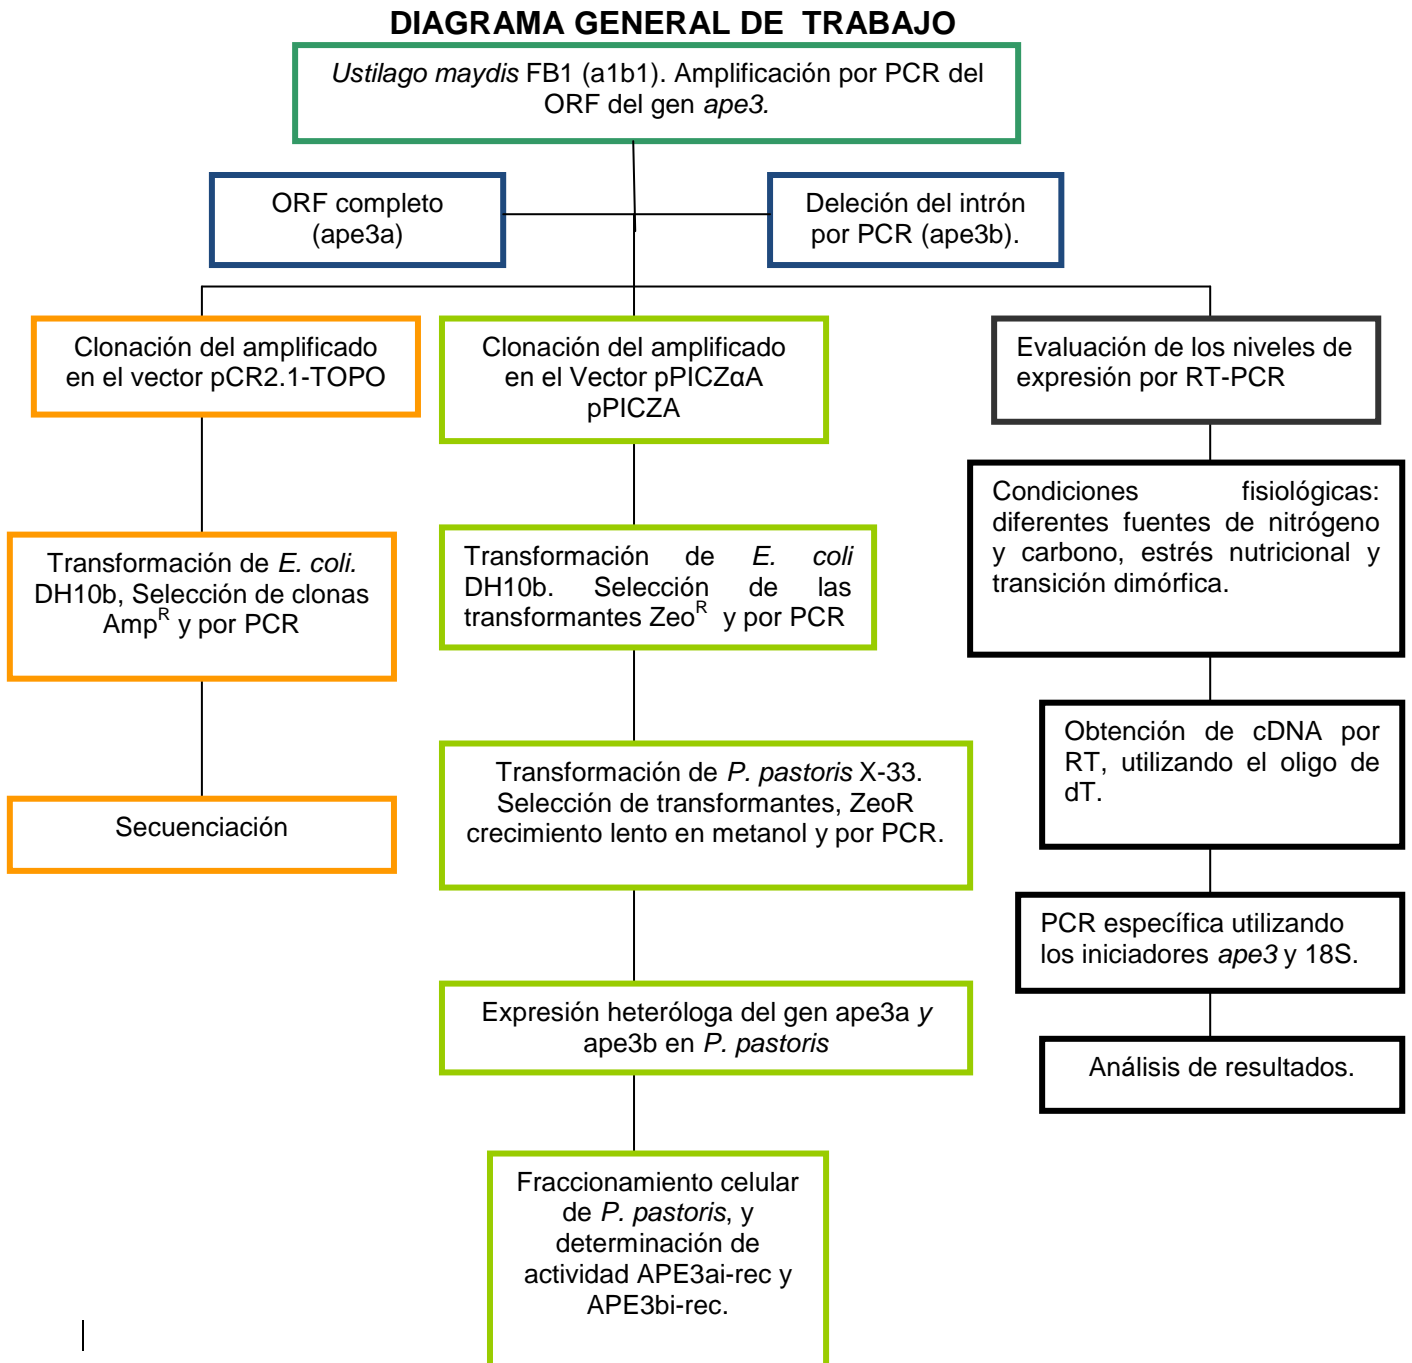 DIAGRAMA GENERAL DE TRABAJO
Ustilago maydis FB1 (a1b1). Amplificación por PCR del
ORF del gen ape3.
ORF completo
(ape3a)
Deleción del intrón
por PCR (ape3b).
Clonación del amplificado
en el vector pCR2.1-TOPO
Transformación de E. coli.
DH10b, Selección de clonas
Amp^R y por PCR
Secuenciación
Clonación del amplificado
en el Vector pPICZαA
pPICZA
Transformación de E. coli
DH10b. Selección de las
transformantes Zeo^R y por PCR
Transformación de P. pastoris X-33.
Selección de transformantes, ZeoR
crecimiento lento en metanol y por PCR.
Expresión heteróloga del gen ape3a y
ape3b en P. pastoris
Fraccionamiento celular
de P. pastoris, y
determinación de
actividad APE3ai-rec y
APE3bi-rec.
Evaluación de los niveles de
expresión por RT-PCR
Condiciones fisiológicas:
diferentes fuentes de nitrógeno
y carbono, estrés nutricional y
transición dimórfica.
Obtención de cDNA por
RT, utilizando el oligo de
dT.
PCR específica utilizando
los iniciadores ape3 y 18S.
Análisis de resultados.